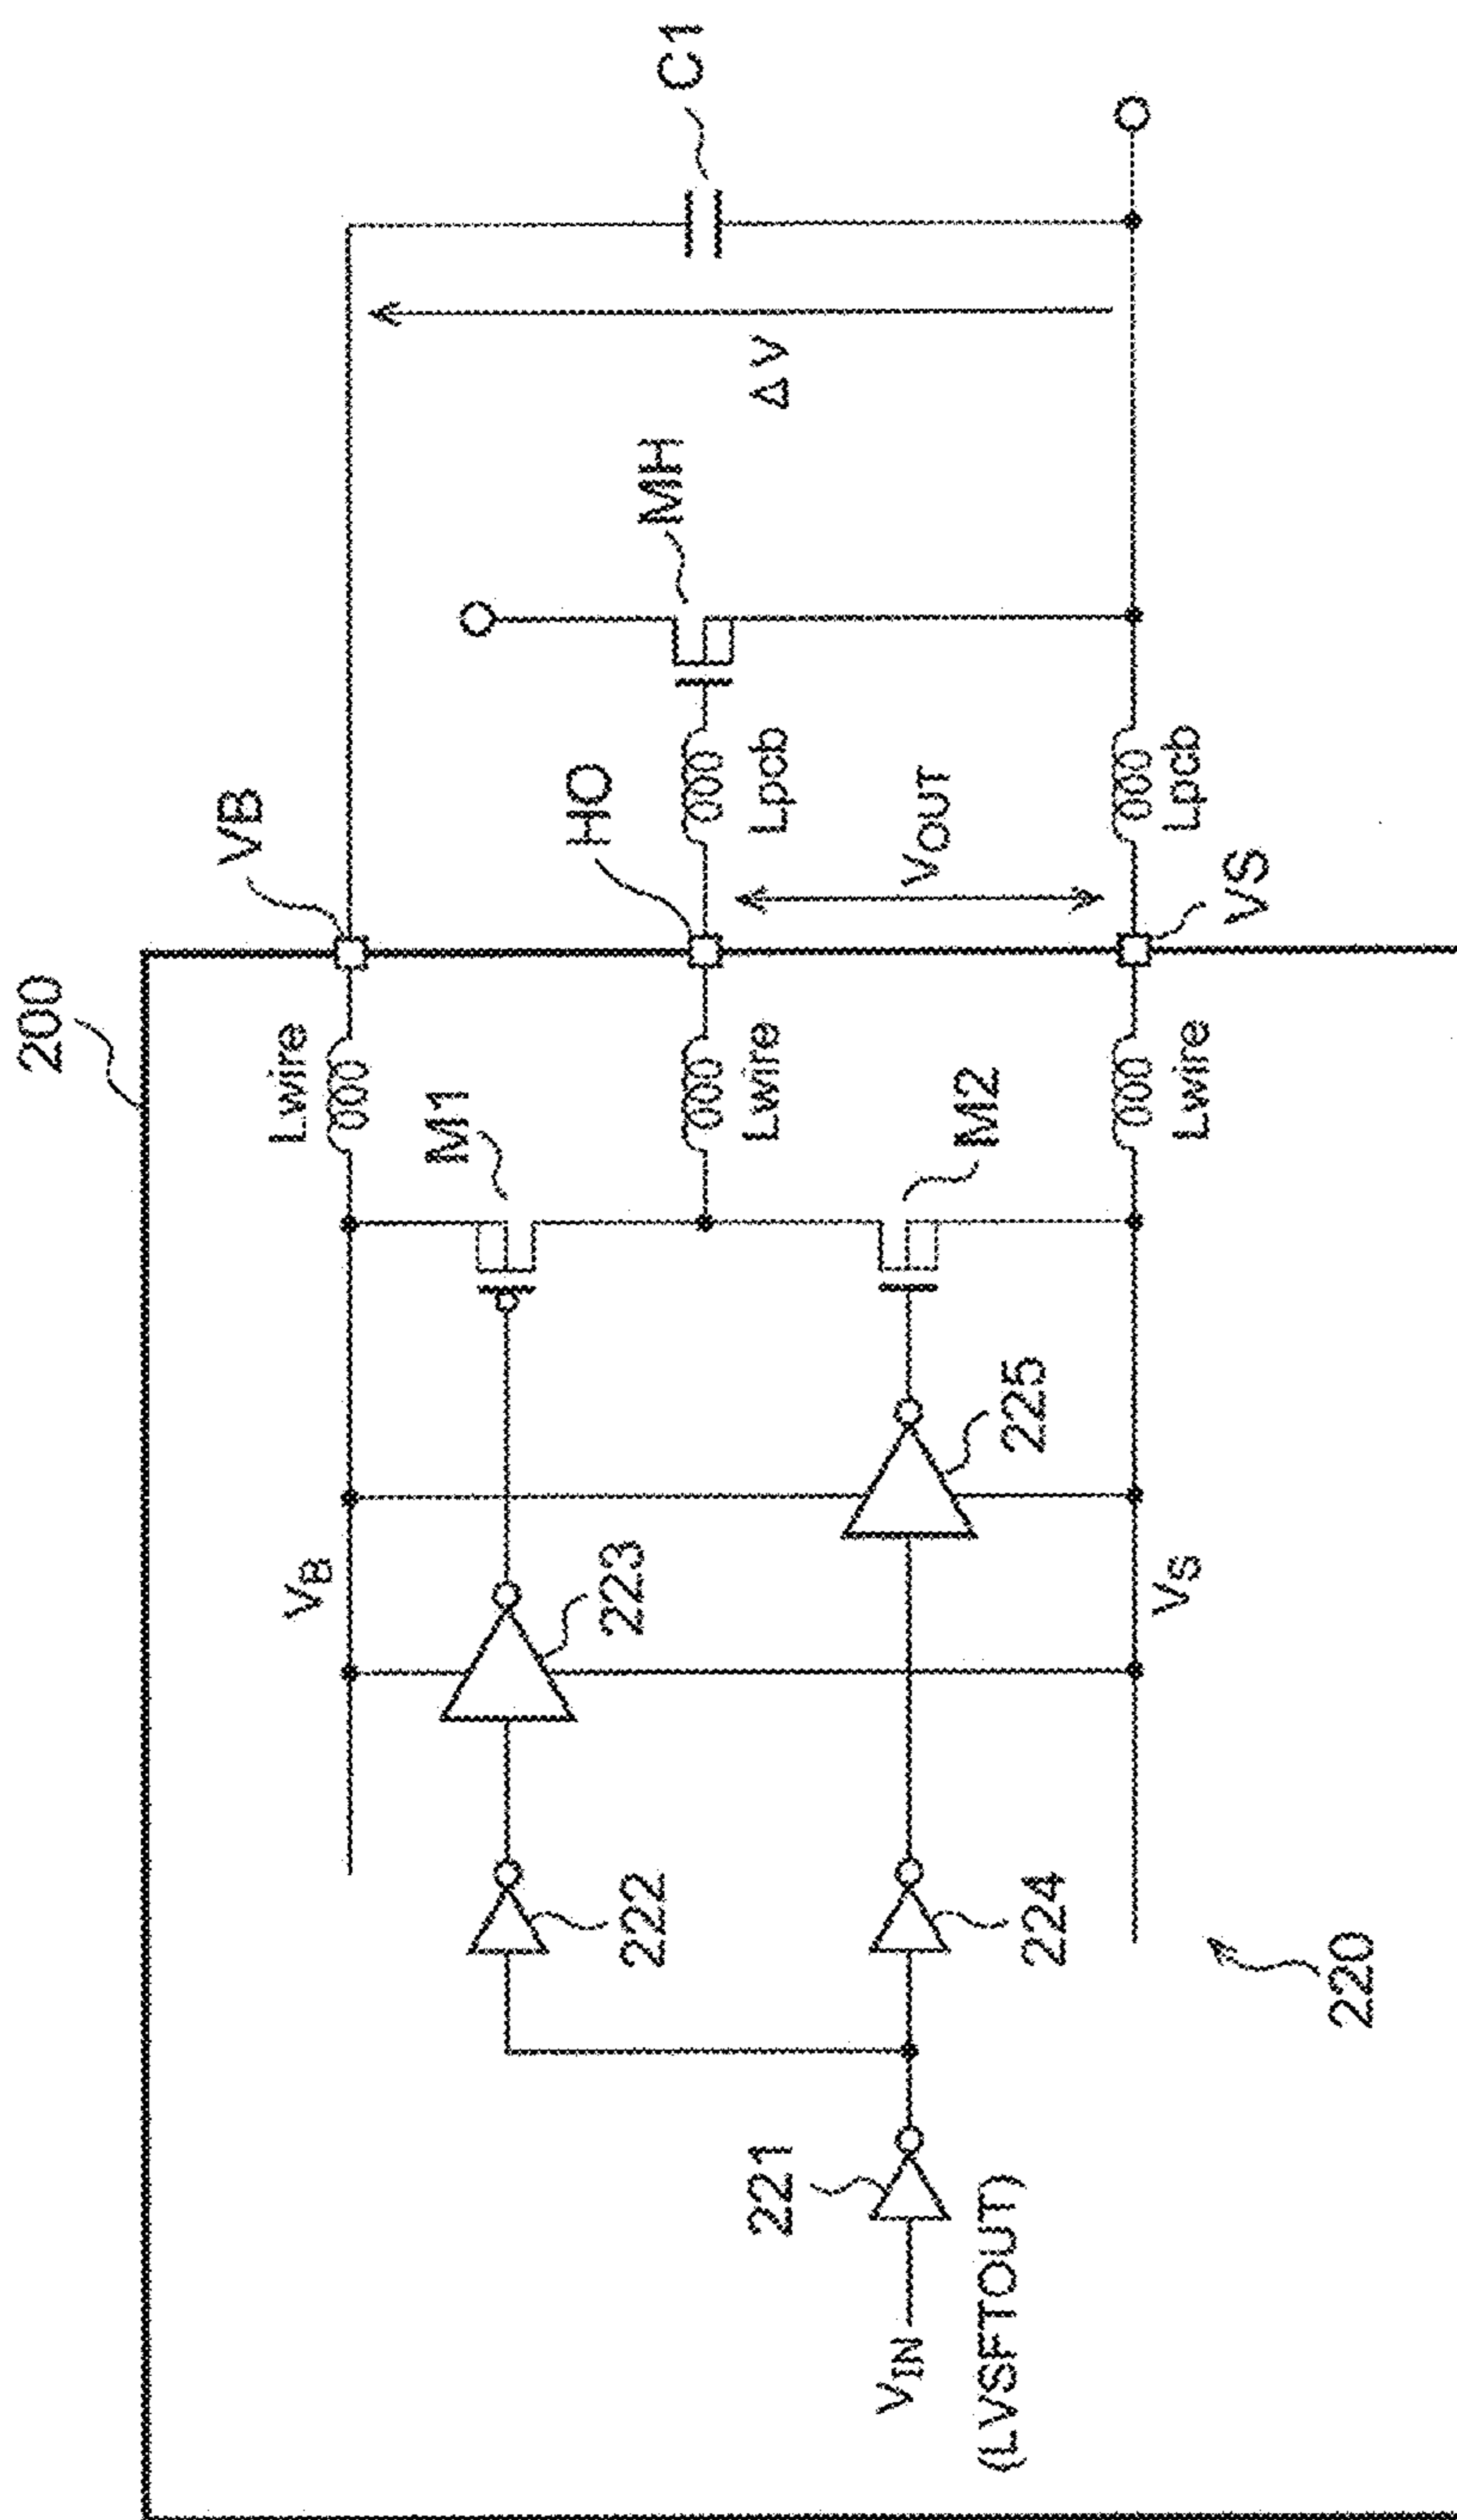 200
VB
HO
VS
C1
MH
ΔV
Lpcb
Lpcb
VOUT
Lwire
Lwire
Lwire
M1
M2
VB
VS
223
225
222
224
221
220
VIN
(LVSFTOUT)